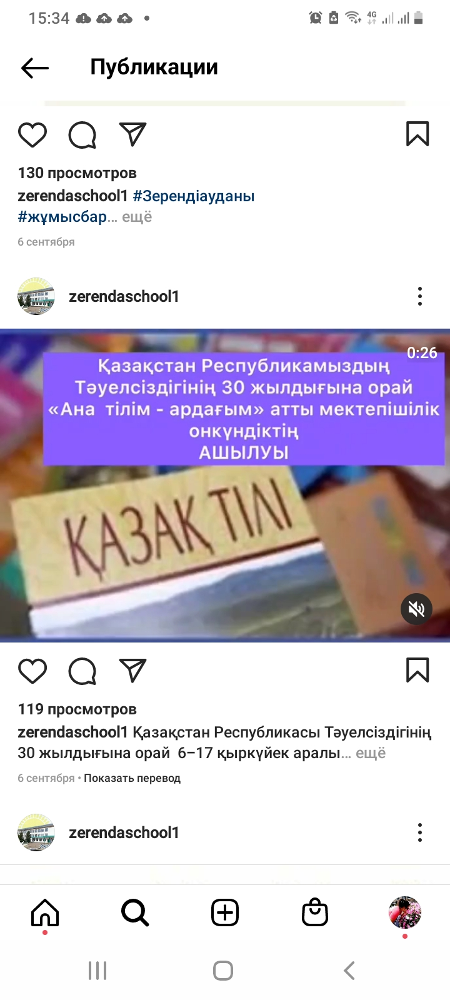 15:34
4G
Публикации
130 просмотров
zerendaschool1 #Зерендіауданы
#жұмысбар... ещё
6 сентября
zerendaschool1
0:26
Қазақстан Республикамыздың
Тәуелсіздігінің 30 жылдығына орай
«Ана тілім - ардағым» атты мектепішілік
онкүндіктің
АШЫЛУЫ
ҚАЗАҚ ТІЛІ
119 просмотров
zerendaschool1 Қазақстан Республикасы Тәуелсіздігінің
30 жылдығына орай 6–17 қыркүйек аралы... ещё
6 сентября • Показать перевод
zerendaschool1